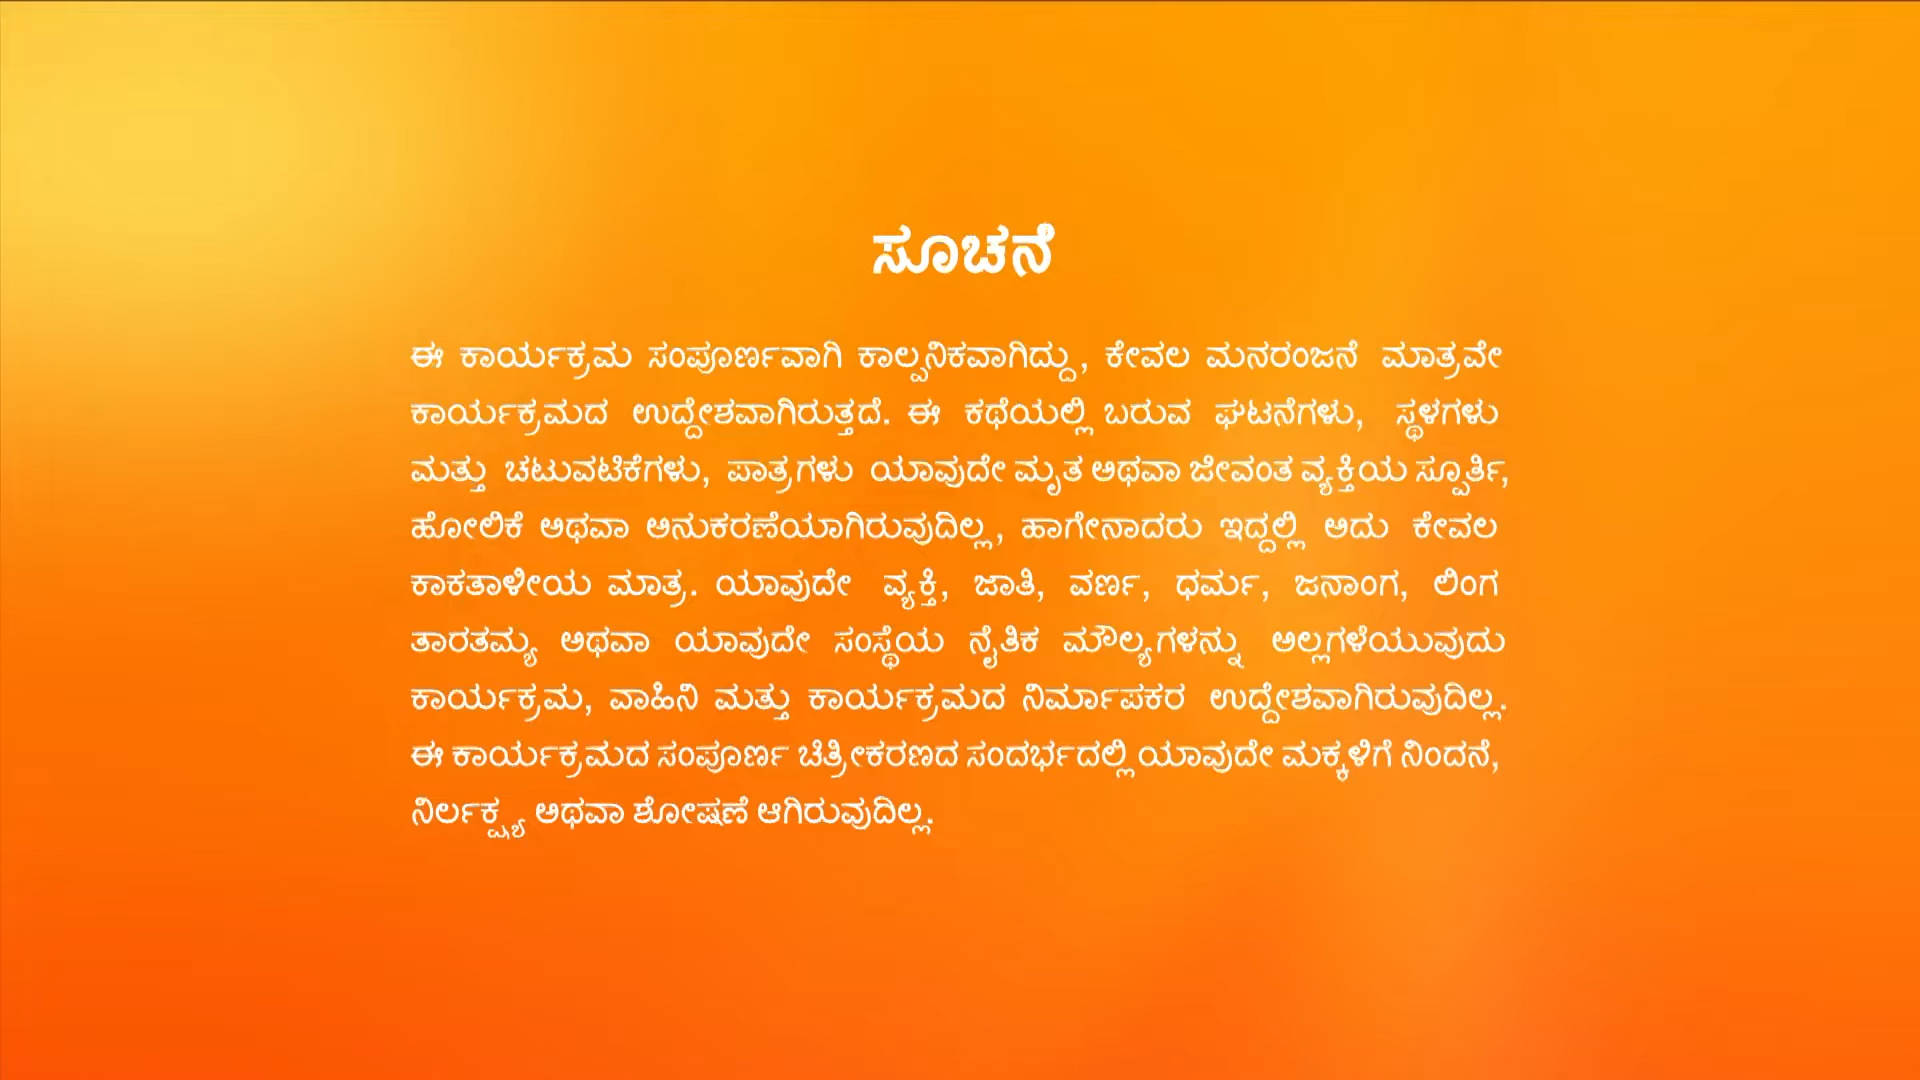 ಸೂಚನೆ
ಈ ಕಾರ್ಯಕ್ರಮ ಸಂಪೂರ್ಣವಾಗಿ ಕಾಲ್ಪನಿಕವಾಗಿದ್ದು, ಕೇವಲ ಮನರಂಜನೆ ಮಾತ್ರವೇ
ಕಾರ್ಯಕ್ರಮದ ಉದ್ದೇಶವಾಗಿರುತ್ತದೆ. ಈ ಕಥೆಯಲ್ಲಿ ಬರುವ ಘಟನೆಗಳು, ಸ್ಥಳಗಳು
ಮತ್ತು ಚಟುವಟಿಕೆಗಳು, ಪಾತ್ರಗಳು ಯಾವುದೇ ಮೃತ ಅಥವಾ ಜೀವಂತ ವ್ಯಕ್ತಿಯ ಸ್ಪೂರ್ತಿ,
ಹೋಲಿಕೆ ಅಥವಾ ಅನುಕರಣೆಯಾಗಿರುವುದಿಲ್ಲ, ಹಾಗೇನಾದರು ಇದ್ದಲ್ಲಿ ಅದು ಕೇವಲ
ಕಾಕತಾಳೀಯ ಮಾತ್ರ. ಯಾವುದೇ ವ್ಯಕ್ತಿ, ಜಾತಿ, ವರ್ಣ, ಧರ್ಮ, ಜನಾಂಗ, ಲಿಂಗ
ತಾರತಮ್ಯ ಅಥವಾ ಯಾವುದೇ ಸಂಸ್ಥೆಯ ನೈತಿಕ ಮೌಲ್ಯಗಳನ್ನು ಅಲ್ಲಗಳೆಯುವುದು
ಕಾರ್ಯಕ್ರಮ, ವಾಹಿನಿ ಮತ್ತು ಕಾರ್ಯಕ್ರಮದ ನಿರ್ಮಾಪಕರ ಉದ್ದೇಶವಾಗಿರುವುದಿಲ್ಲ.
ಈ ಕಾರ್ಯಕ್ರಮದ ಸಂಪೂರ್ಣ ಚಿತ್ರೀಕರಣದ ಸಂದರ್ಭದಲ್ಲಿ ಯಾವುದೇ ಮಕ್ಕಳಿಗೆ ನಿಂದನೆ,
ನಿರ್ಲಕ್ಷ್ಯ ಅಥವಾ ಶೋಷಣೆ ಆಗಿರುವುದಿಲ್ಲ.